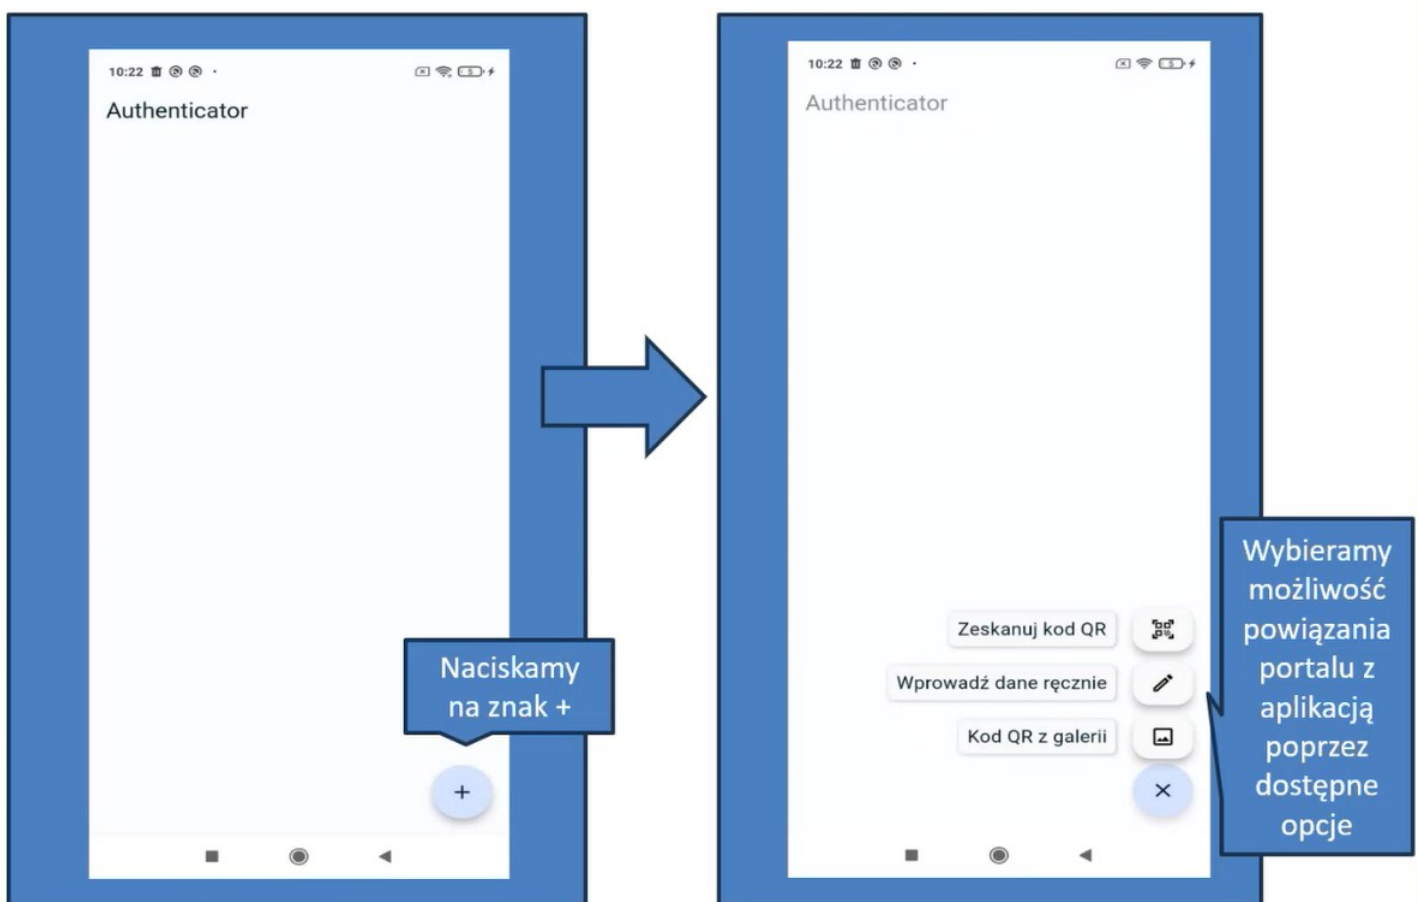 10:22
Authenticator
Naciskamy
na znak +
10:22
Authenticator
Zeskanuj kod QR
Wprowadź dane ręcznie
Kod QR z galerii
Wybieramy
możliwość
powiązania
portalu z
aplikacją
poprzez
dostępne
opcje